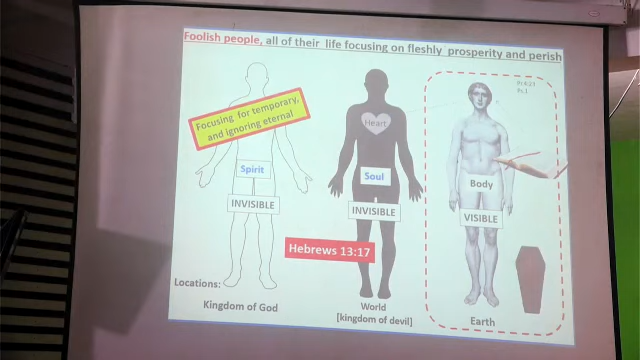 Foolish people, all of their life focusing on fleshly prosperity and perish
Focusing for temporary,
and ignoring eternal
Heart
Spirit
Soul
Body
INVISIBLE
INVISIBLE
VISIBLE
Hebrews 13:17
Locations:
Kingdom of God
World
[kingdom of devil]
Earth